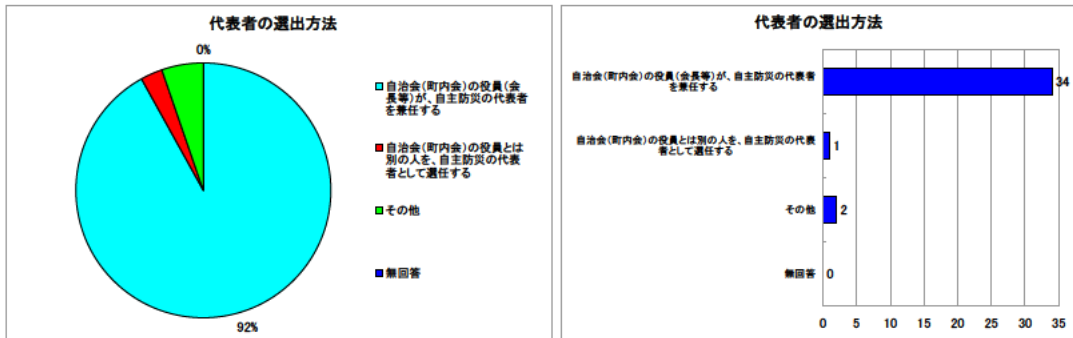 代表者の選出方法
0%
92%
自治会(町内会)の役員(会
長等)が、自主防災の代表者
を兼任する
自治会(町内会)の役員とは
別の人を、自主防災の代表
者として選任する
その他
無回答
代表者の選出方法
自治会(町内会)の役員(会長等)が、自主防災の代表者
を兼任する
34
自治会(町内会)の役員とは別の人を、自主防災の代表
者として選任する
1
その他
2
無回答
0
0 5 10 15 20 25 30 35